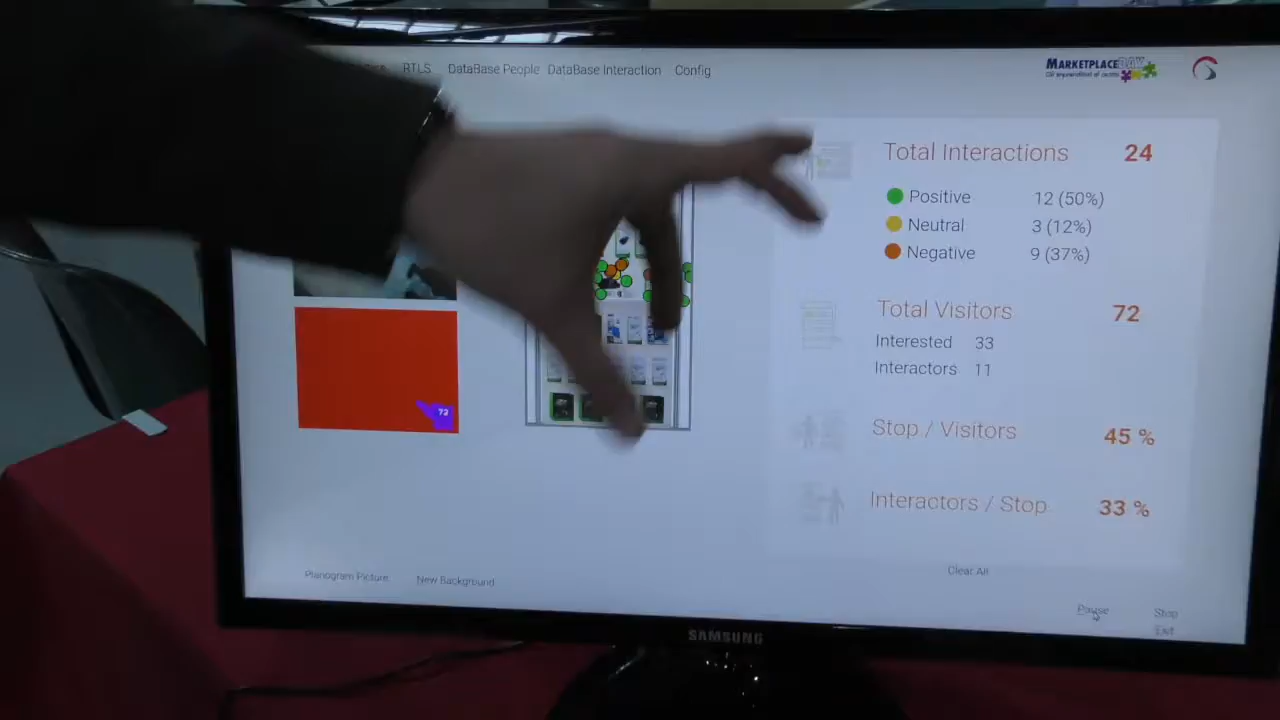 RTLS DataBase People DataBase Interaction Config
MARKETPLACEDAY
Total Interactions 24
Positive 12 (50%)
Neutral 3 (12%)
Negative 9 (37%)
Total Visitors 72
Interested 33
Interactors 11
72
Stop / Visitors 45 %
Interactors / Stop 33 %
Clear All
Planogram Picture New Background
Pause Stop
Exit
SAMSUNG